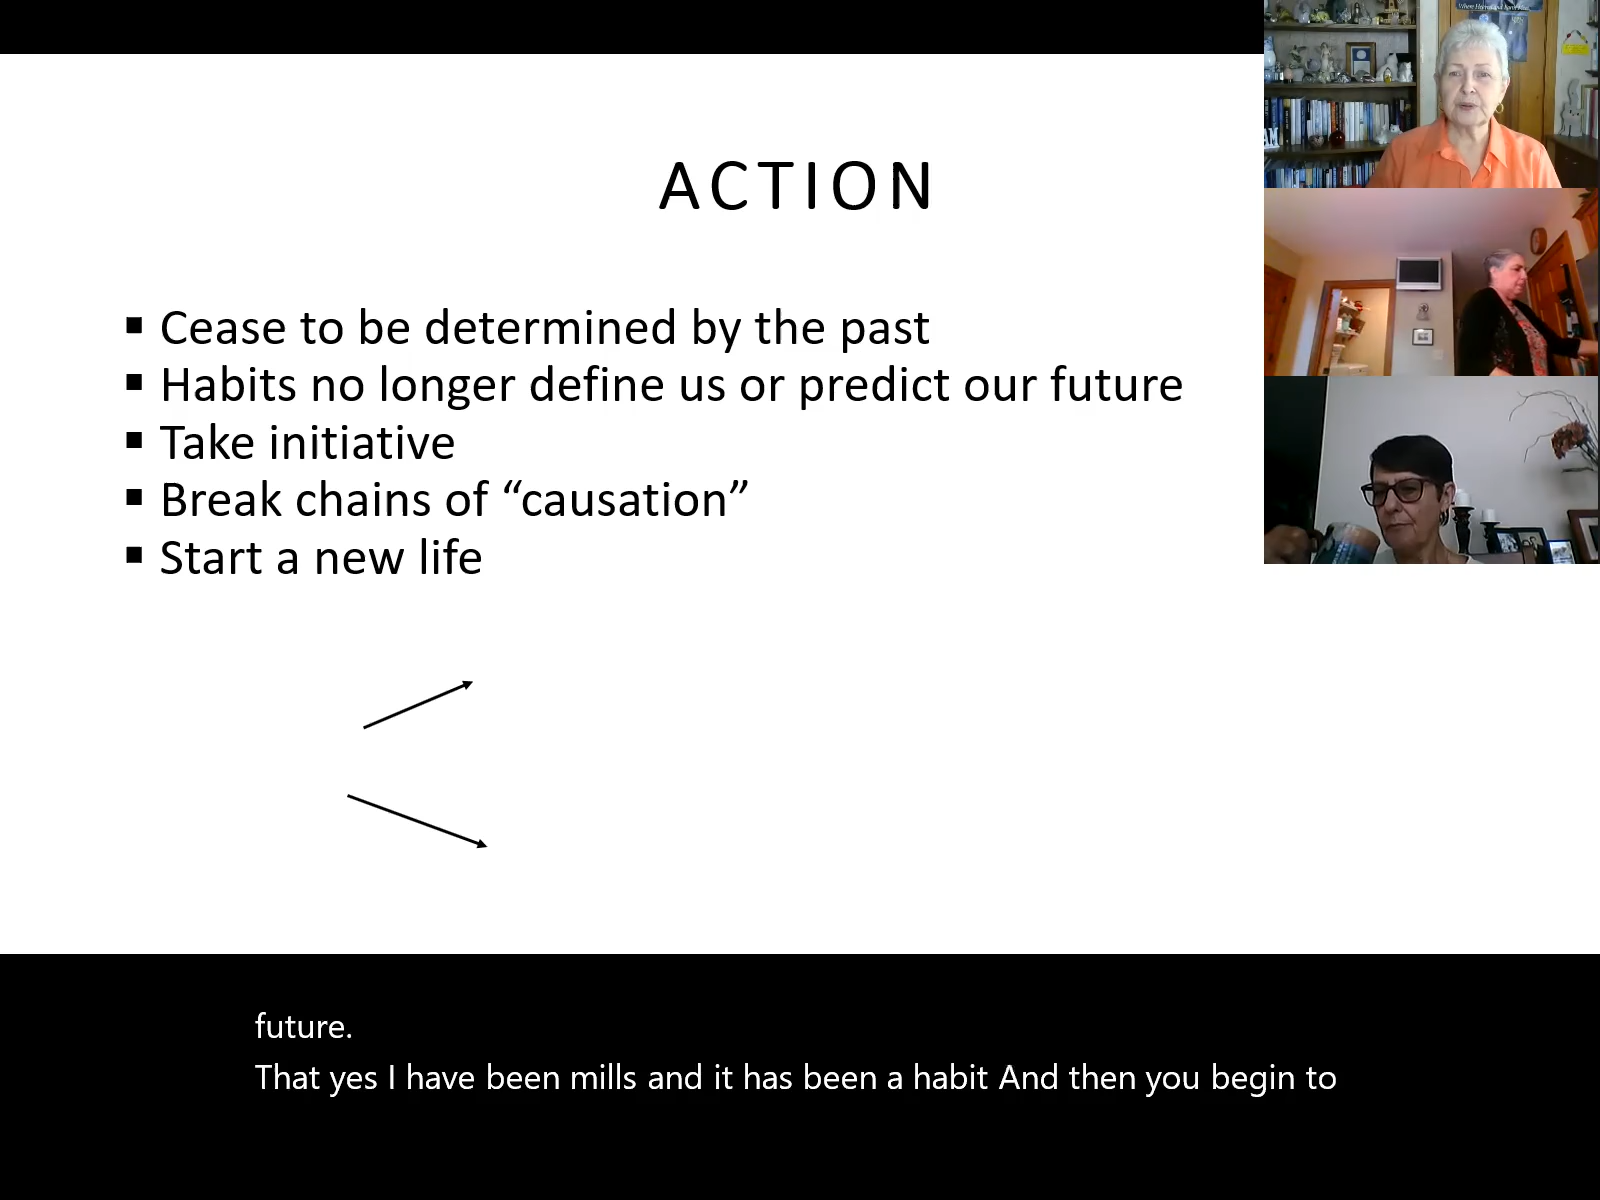 ACTION
▪ Cease to be determined by the past
▪ Habits no longer define us or predict our future
▪ Take initiative
▪ Break chains of “causation”
▪ Start a new life
future.
That yes I have been mills and it has been a habit And then you begin to